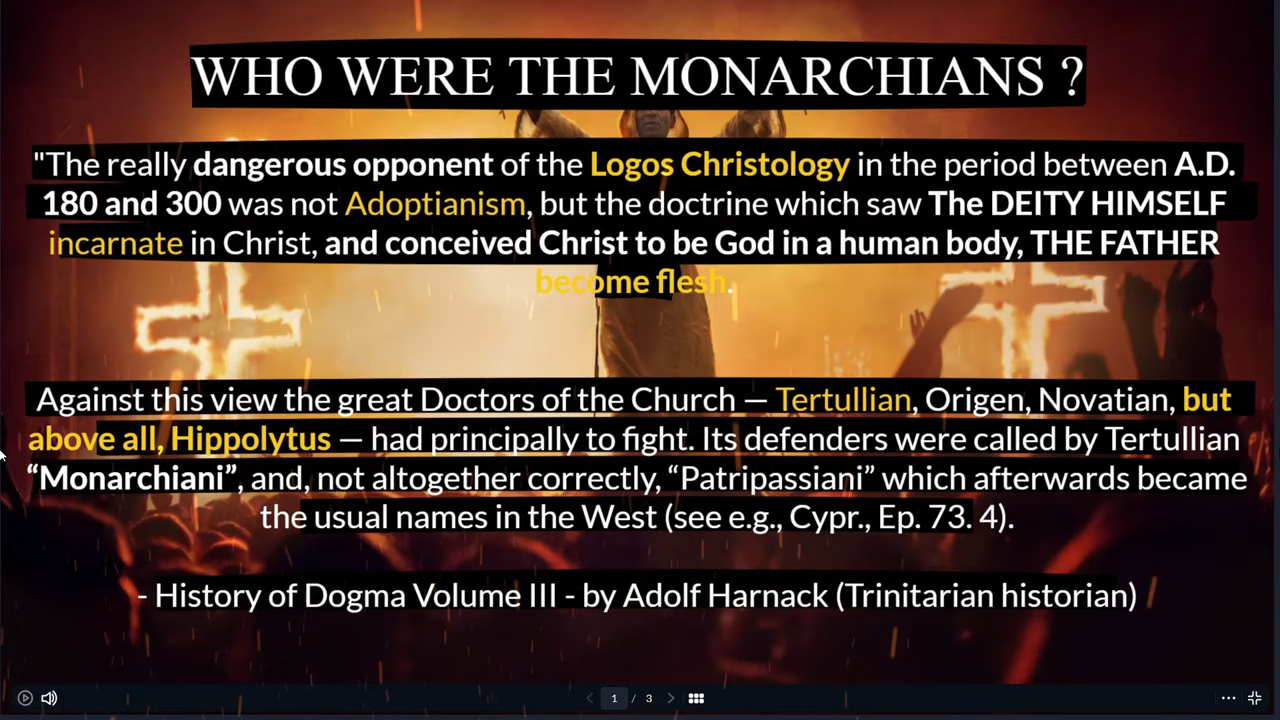 WHO WERE THE MONARCHIANS ?
"The really dangerous opponent of the Logos Christology in the period between A.D.
180 and 300 was not Adoptianism, but the doctrine which saw The DEITY HIMSELF
incarnate in Christ, and conceived Christ to be God in a human body, THE FATHER
become flesh.
Against this view the great Doctors of the Church — Tertullian, Origen, Novatian, but
above all, Hippolytus — had principally to fight. Its defenders were called by Tertullian
“Monarchiani”, and, not altogether correctly, “Patripassiani” which afterwards became
the usual names in the West (see e.g., Cypr., Ep. 73. 4).
- History of Dogma Volume III - by Adolf Harnack (Trinitarian historian)
1 / 3